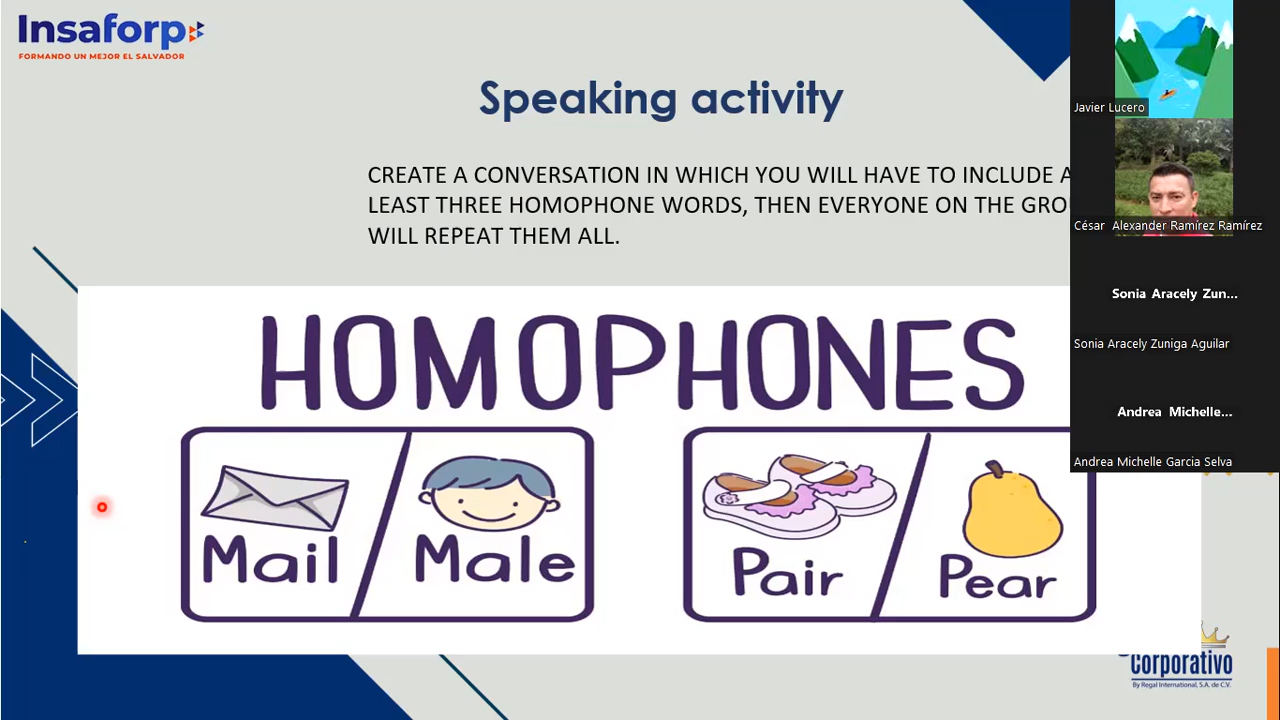 Insaforp
FORMANDO UN MEJOR EL SALVADOR
Speaking activity
CREATE A CONVERSATION IN WHICH YOU WILL HAVE TO INCLUDE A
LEAST THREE HOMOPHONE WORDS, THEN EVERYONE ON THE GRO
WILL REPEAT THEM ALL.
HOMOPHONES
Mail
Male
Pair
Pear
Javier Lucero
César Alexander Ramírez Ramírez
Sonia Aracely Zun...
Sonia Aracely Zuniga Aguilar
Andrea Michelle...
Andrea Michelle Garcia Selva
Corporativo
By Regal International, S.A. de C.V.